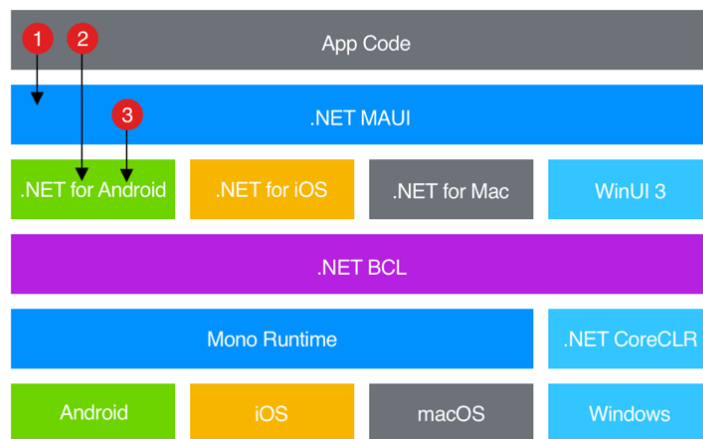 1 2 App Code
.NET MAUI
3
.NET for Android .NET for iOS .NET for Mac WinUI 3
.NET BCL
Mono Runtime .NET CoreCLR
Android iOS macOS Windows